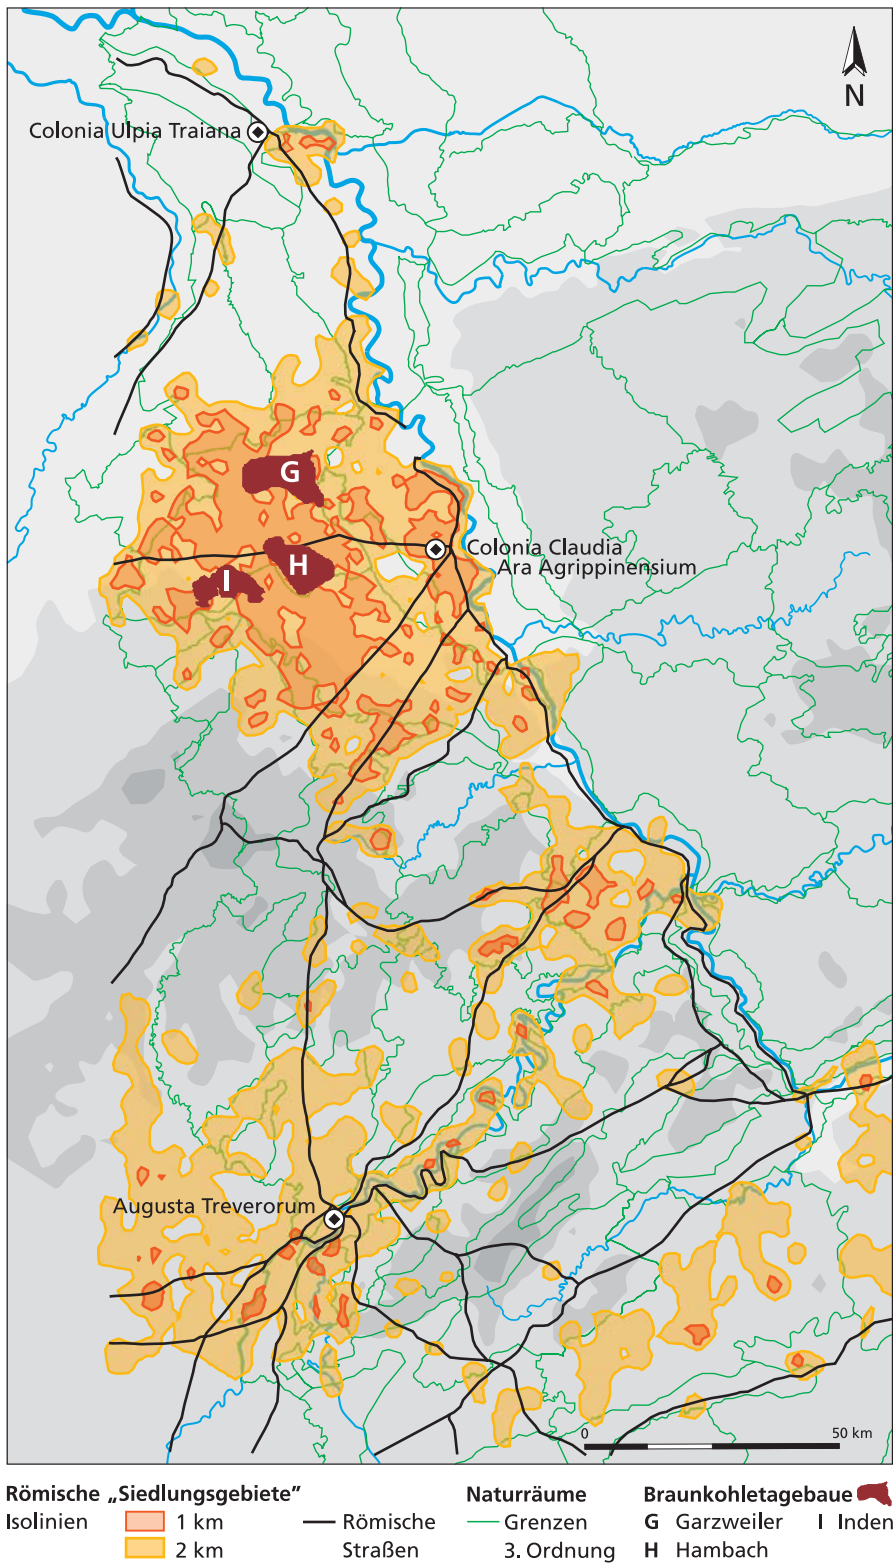 N
Colonia Ulpia Traiana
G
Colonia Claudia
Ara Agrippinensium
H
I
Augusta Treverorum
0 50 km
Römische „Siedlungsgebiete” Naturräume Braunkohletagebaue
Isolinien 1 km Römische Grenzen G Garzweiler I Inden
2 km Straßen 3. Ordnung H Hambach